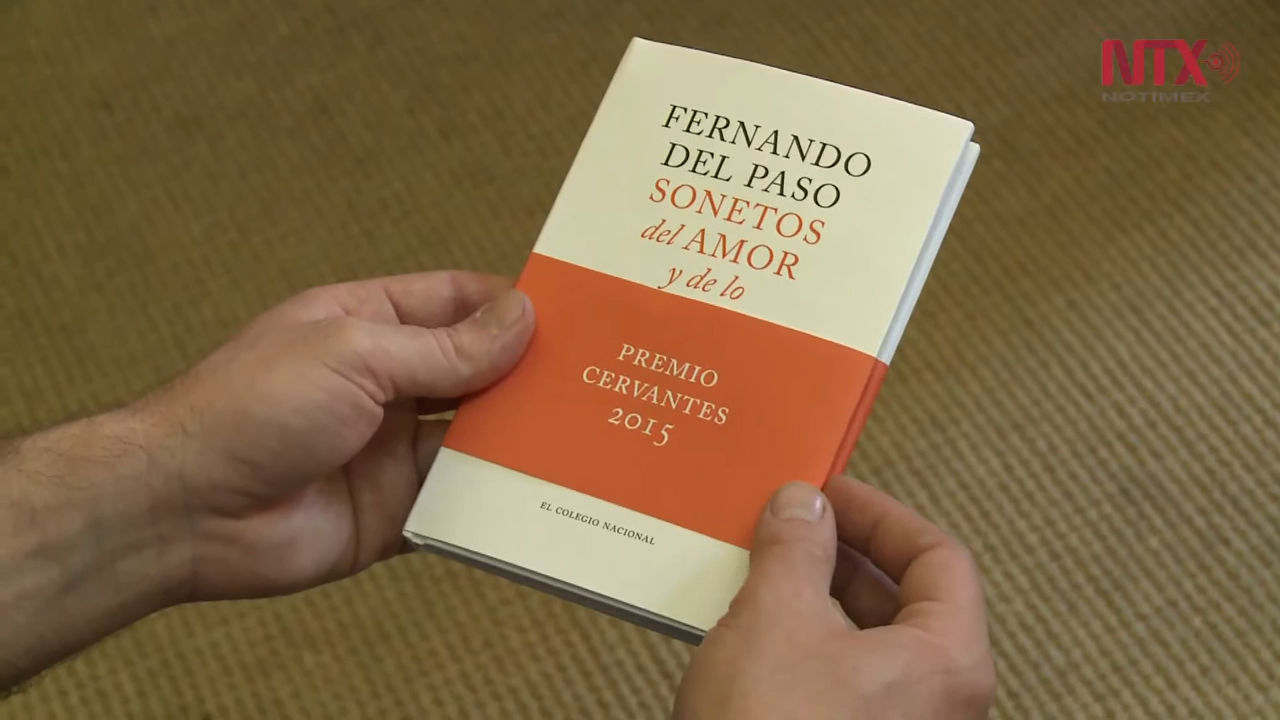 NTX
NOTIMEX
FERNANDO
DEL PASO
SONETOS
del AMOR
y de lo
PREMIO
CERVANTES
2015
EL COLEGIO NACIONAL